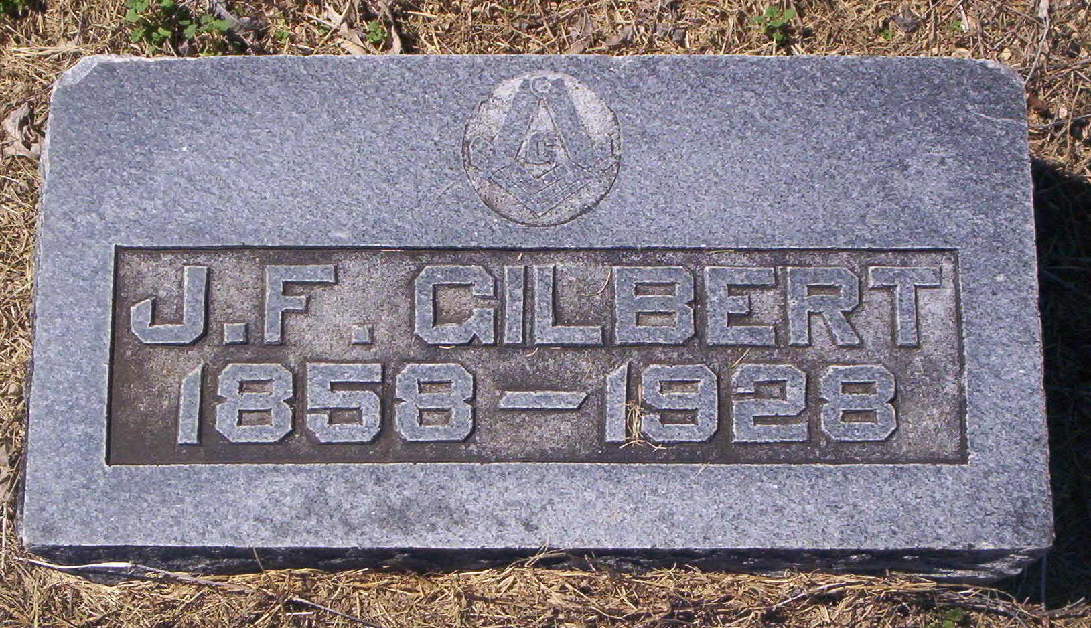 G
J. F. GILBERT
1858 — 1928